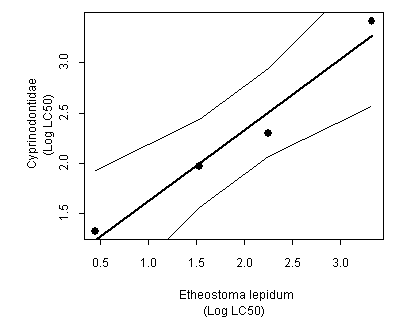 Cyprinodontidae
(Log LC50)
3.0
2.5
2.0
1.5
0.5 1.0 1.5 2.0 2.5 3.0
Etheostoma lepidum
(Log LC50)